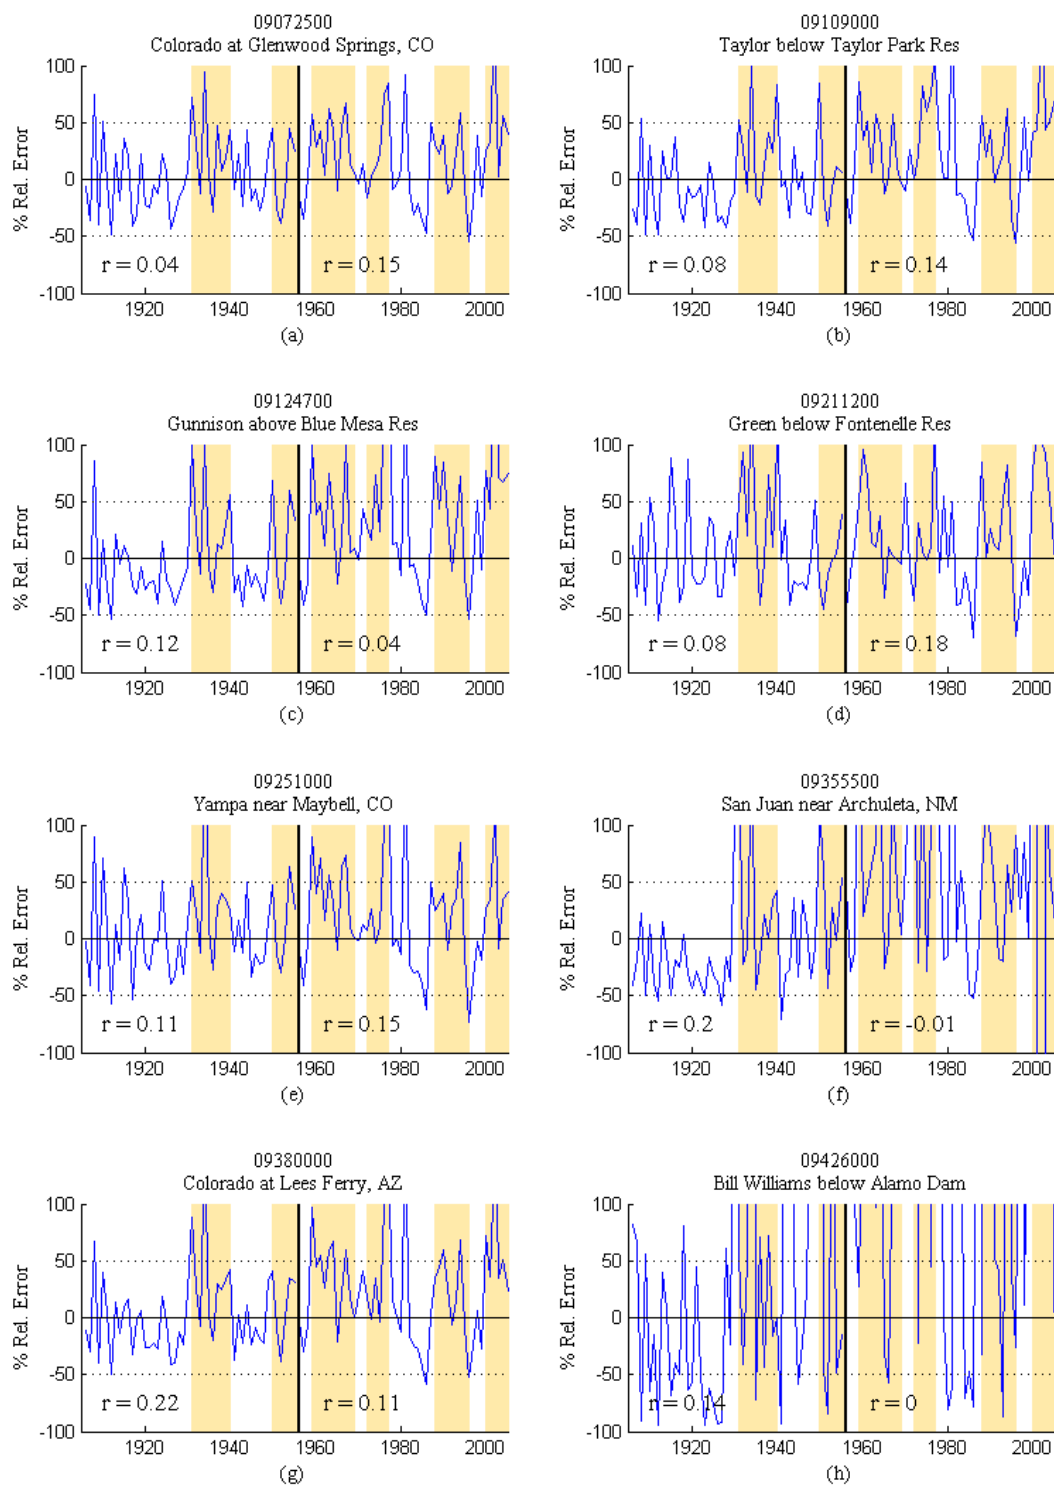 09072500
Colorado at Glenwood Springs, CO
% Rel. Error
100
50
0
-50
-100
r = 0.04
r = 0.15
1920 1940 1960 1980 2000
(a)
09109000
Taylor below Taylor Park Res
% Rel. Error
100
50
0
-50
-100
r = 0.08
r = 0.14
1920 1940 1960 1980 2000
(b)
09124700
Gunnison above Blue Mesa Res
% Rel. Error
100
50
0
-50
-100
r = 0.12
r = 0.04
1920 1940 1960 1980 2000
(c)
09211200
Green below Fontenelle Res
% Rel. Error
100
50
0
-50
-100
r = 0.08
r = 0.18
1920 1940 1960 1980 2000
(d)
09251000
Yampa near Maybell, CO
% Rel. Error
100
50
0
-50
-100
r = 0.11
r = 0.15
1920 1940 1960 1980 2000
(e)
09355500
San Juan near Archuleta, NM
% Rel. Error
100
50
0
-50
-100
r = 0.2
r = -0.01
1920 1940 1960 1980 2000
(f)
09380000
Colorado at Lees Ferry, AZ
% Rel. Error
100
50
0
-50
-100
r = 0.22
r = 0.11
1920 1940 1960 1980 2000
(g)
09426000
Bill Williams below Alamo Dam
% Rel. Error
100
50
0
-50
-100
r = 0.14
r = 0
1920 1940 1960 1980 2000
(h)